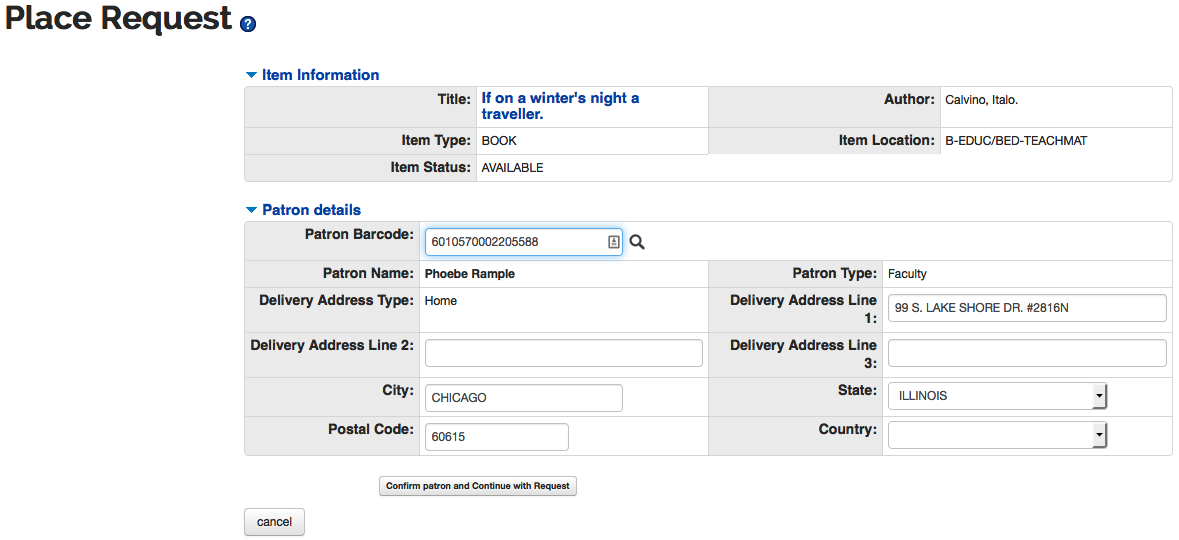 Place Request ?
Item Information
Title: If on a winter's night a traveller. Author: Calvino, Italo.
Item Type: BOOK Item Location: B-EDUC/BED-TEACHMAT
Item Status: AVAILABLE
Patron details
Patron Barcode: 6010570002205588
Patron Name: Phoebe Rample Patron Type: Faculty
Delivery Address Type: Home Delivery Address Line 1: 99 S. LAKE SHORE DR. #2816N
Delivery Address Line 2: Delivery Address Line 3:
City: CHICAGO State: ILLINOIS
Postal Code: 60615 Country:
Confirm patron and Continue with Request
cancel